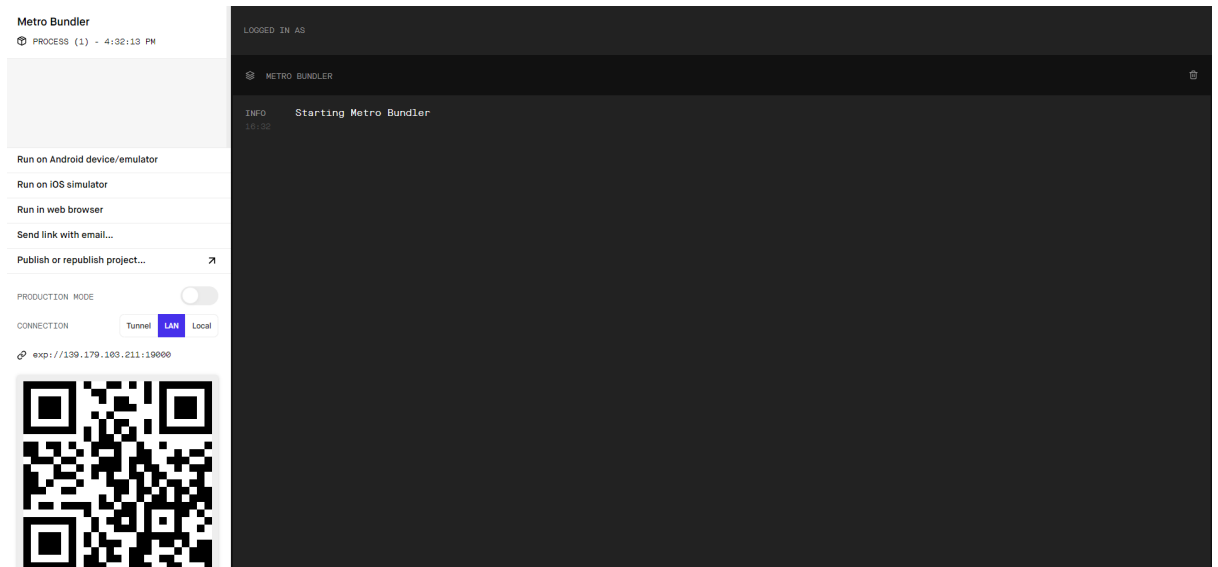 Metro Bundler
PROCESS (1) - 4:32:13 PM
Run on Android device/emulator
Run on iOS simulator
Run in web browser
Send link with email...
Publish or republish project...
PRODUCTION MODE
CONNECTION Tunnel LAN Local
exp://139.179.103.211:19000
LOGGED IN AS
METRO BUNDLER
INFO Starting Metro Bundler
16:32